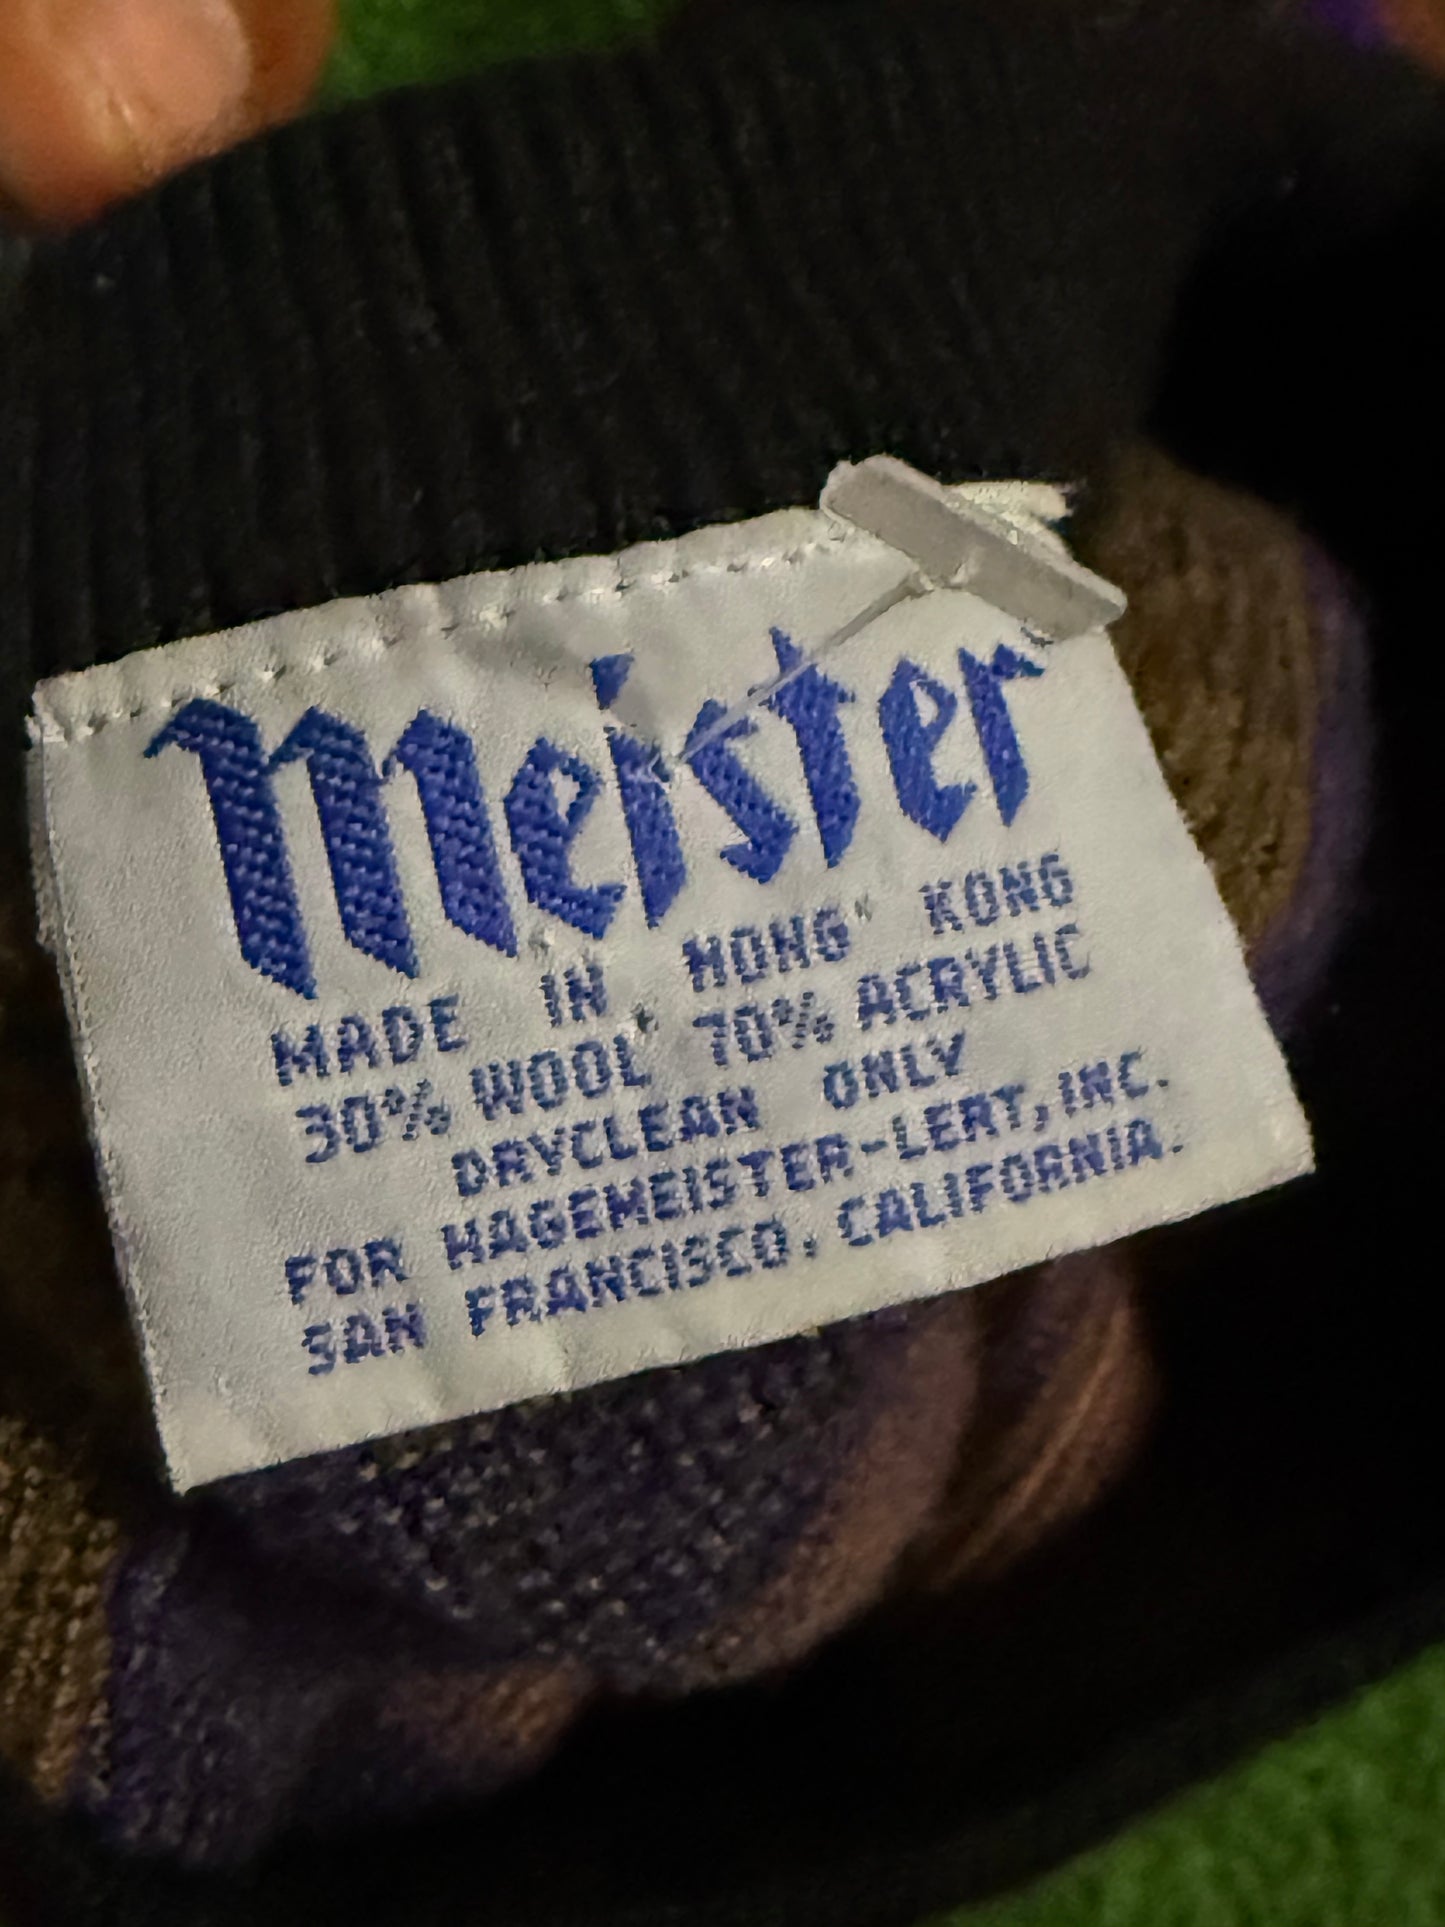 Meister
MADE IN HONG KONG
30% WOOL 70% ACRYLIC
DRYCLEAN ONLY
FOR HAGEMEISTER-LERT, INC.
SAN FRANCISCO, CALIFORNIA.